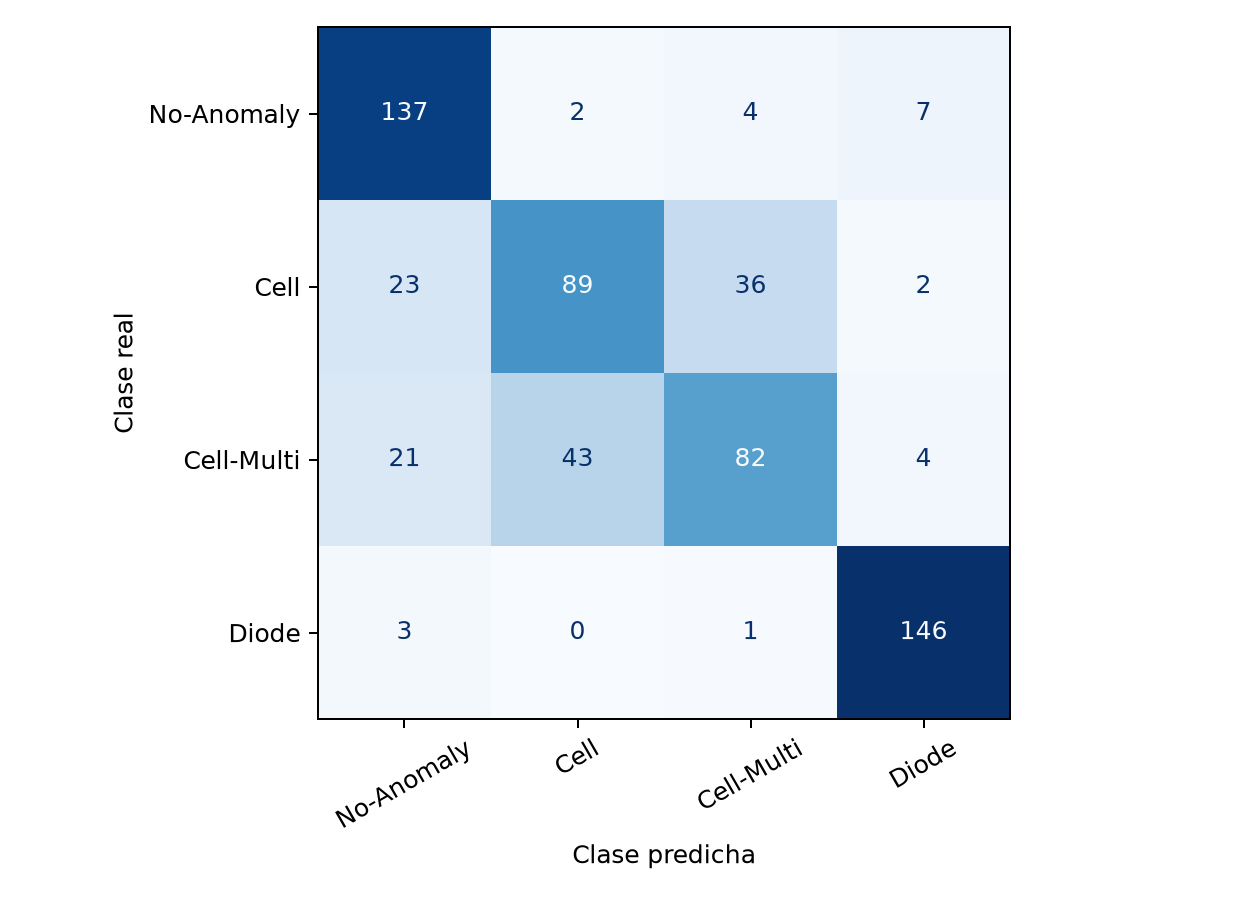 No-Anomaly 137 2 4 7
Cell 23 89 36 2
Cell-Multi 21 43 82 4
Diode 3 0 1 146
Clase real
No-Anomaly Cell Cell-Multi Diode
Clase predicha